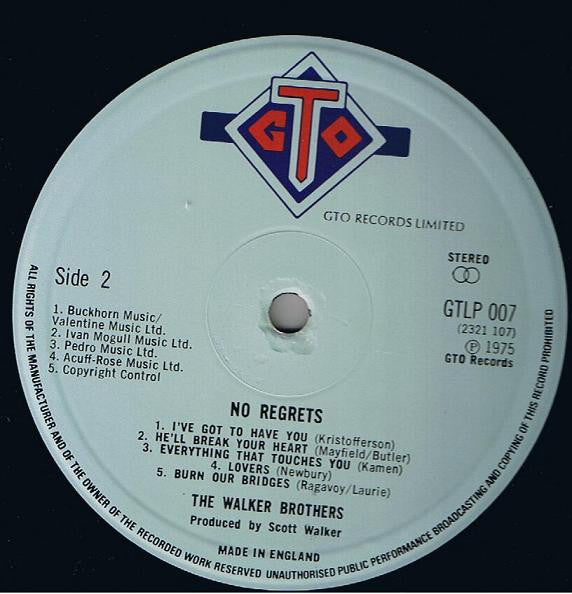 GTO
GTO RECORDS LIMITED
STEREO
Side 2
GTLP 007
(2321 107)
Ⓟ 1975
GTO Records
1. Buckhorn Music/
Valentine Music Ltd.
2. Ivan Mogull Music Ltd.
3. Pedro Music Ltd.
4. Acuff-Rose Music Ltd.
5. Copyright Control
NO REGRETS
1. I'VE GOT TO HAVE YOU (Kristofferson)
2. HE'LL BREAK YOUR HEART (Mayfield/Butler)
3. EVERYTHING THAT TOUCHES YOU (Kamen)
4. LOVERS (Newbury)
5. BURN OUR BRIDGES (Ragavoy/Laurie)
THE WALKER BROTHERS
Produced by Scott Walker
MADE IN ENGLAND
ALL RIGHTS OF THE MANUFACTURER AND OF THE OWNER OF THE RECORDED WORK RESERVED UNAUTHORISED PUBLIC PERFORMANCE BROADCASTING AND COPYING OF THIS RECORD PROHIBITED